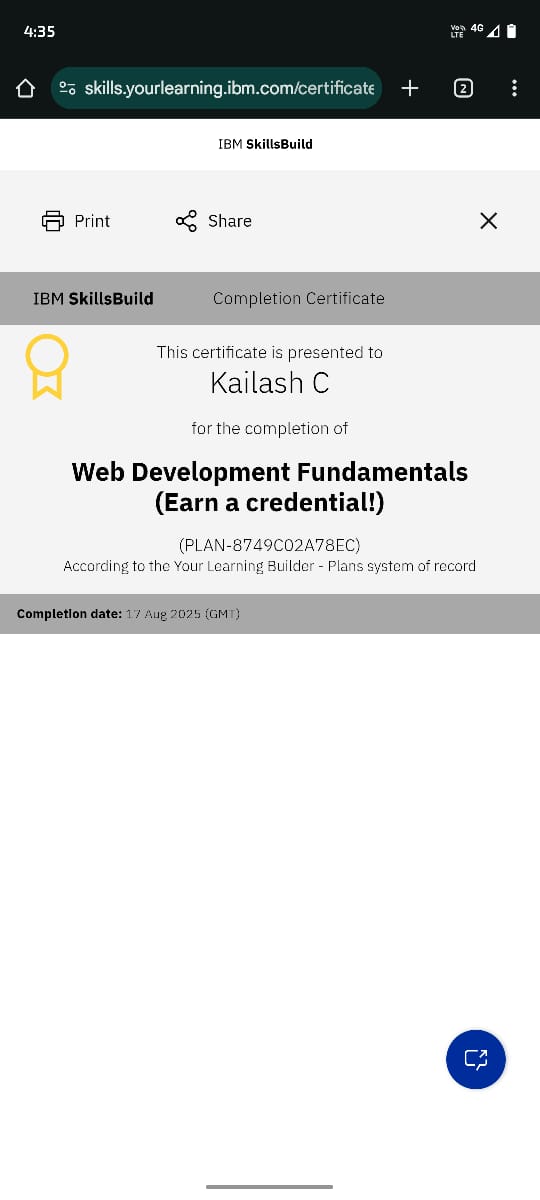 4:35
Vo)) LTE 4G
skills.yourlearning.ibm.com/certificate
2
IBM SkillsBuild
Print
Share
IBM SkillsBuild
Completion Certificate
This certificate is presented to
Kailash C
for the completion of
Web Development Fundamentals
(Earn a credential!)
(PLAN-8749C02A78EC)
According to the Your Learning Builder - Plans system of record
Completion date: 17 Aug 2025 (GMT)